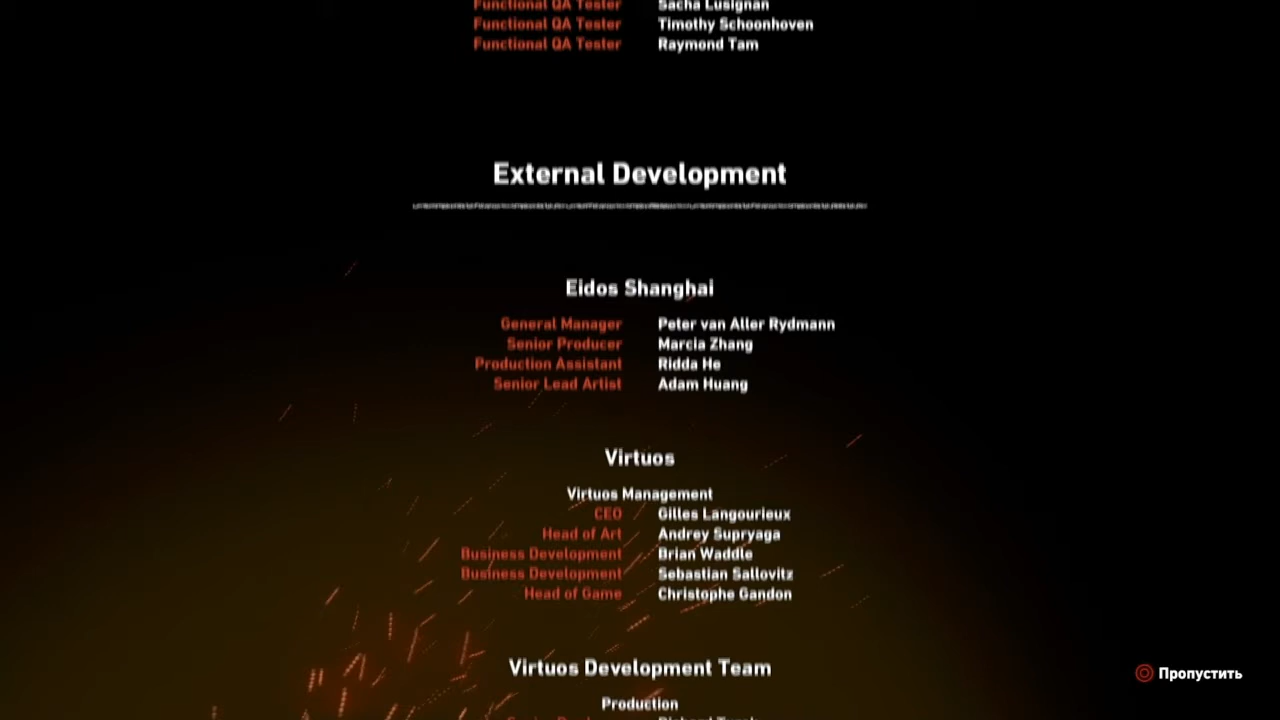 Functional QA Tester Sacha Lusignan
Functional QA Tester Timothy Schoonhoven
Functional QA Tester Raymond Tam
External Development
Eidos Shanghai
General Manager Peter van Aller Rydmann
Senior Producer Marcia Zhang
Production Assistant Ridda He
Senior Lead Artist Adam Huang
Virtuos
Virtuos Management
CEO Gilles Langourieux
Head of Art Andrey Supryaga
Business Development Brian Waddle
Business Development Sebastian Sallovitz
Head of Game Christophe Gandon
Virtuos Development Team
Пропустить
Production